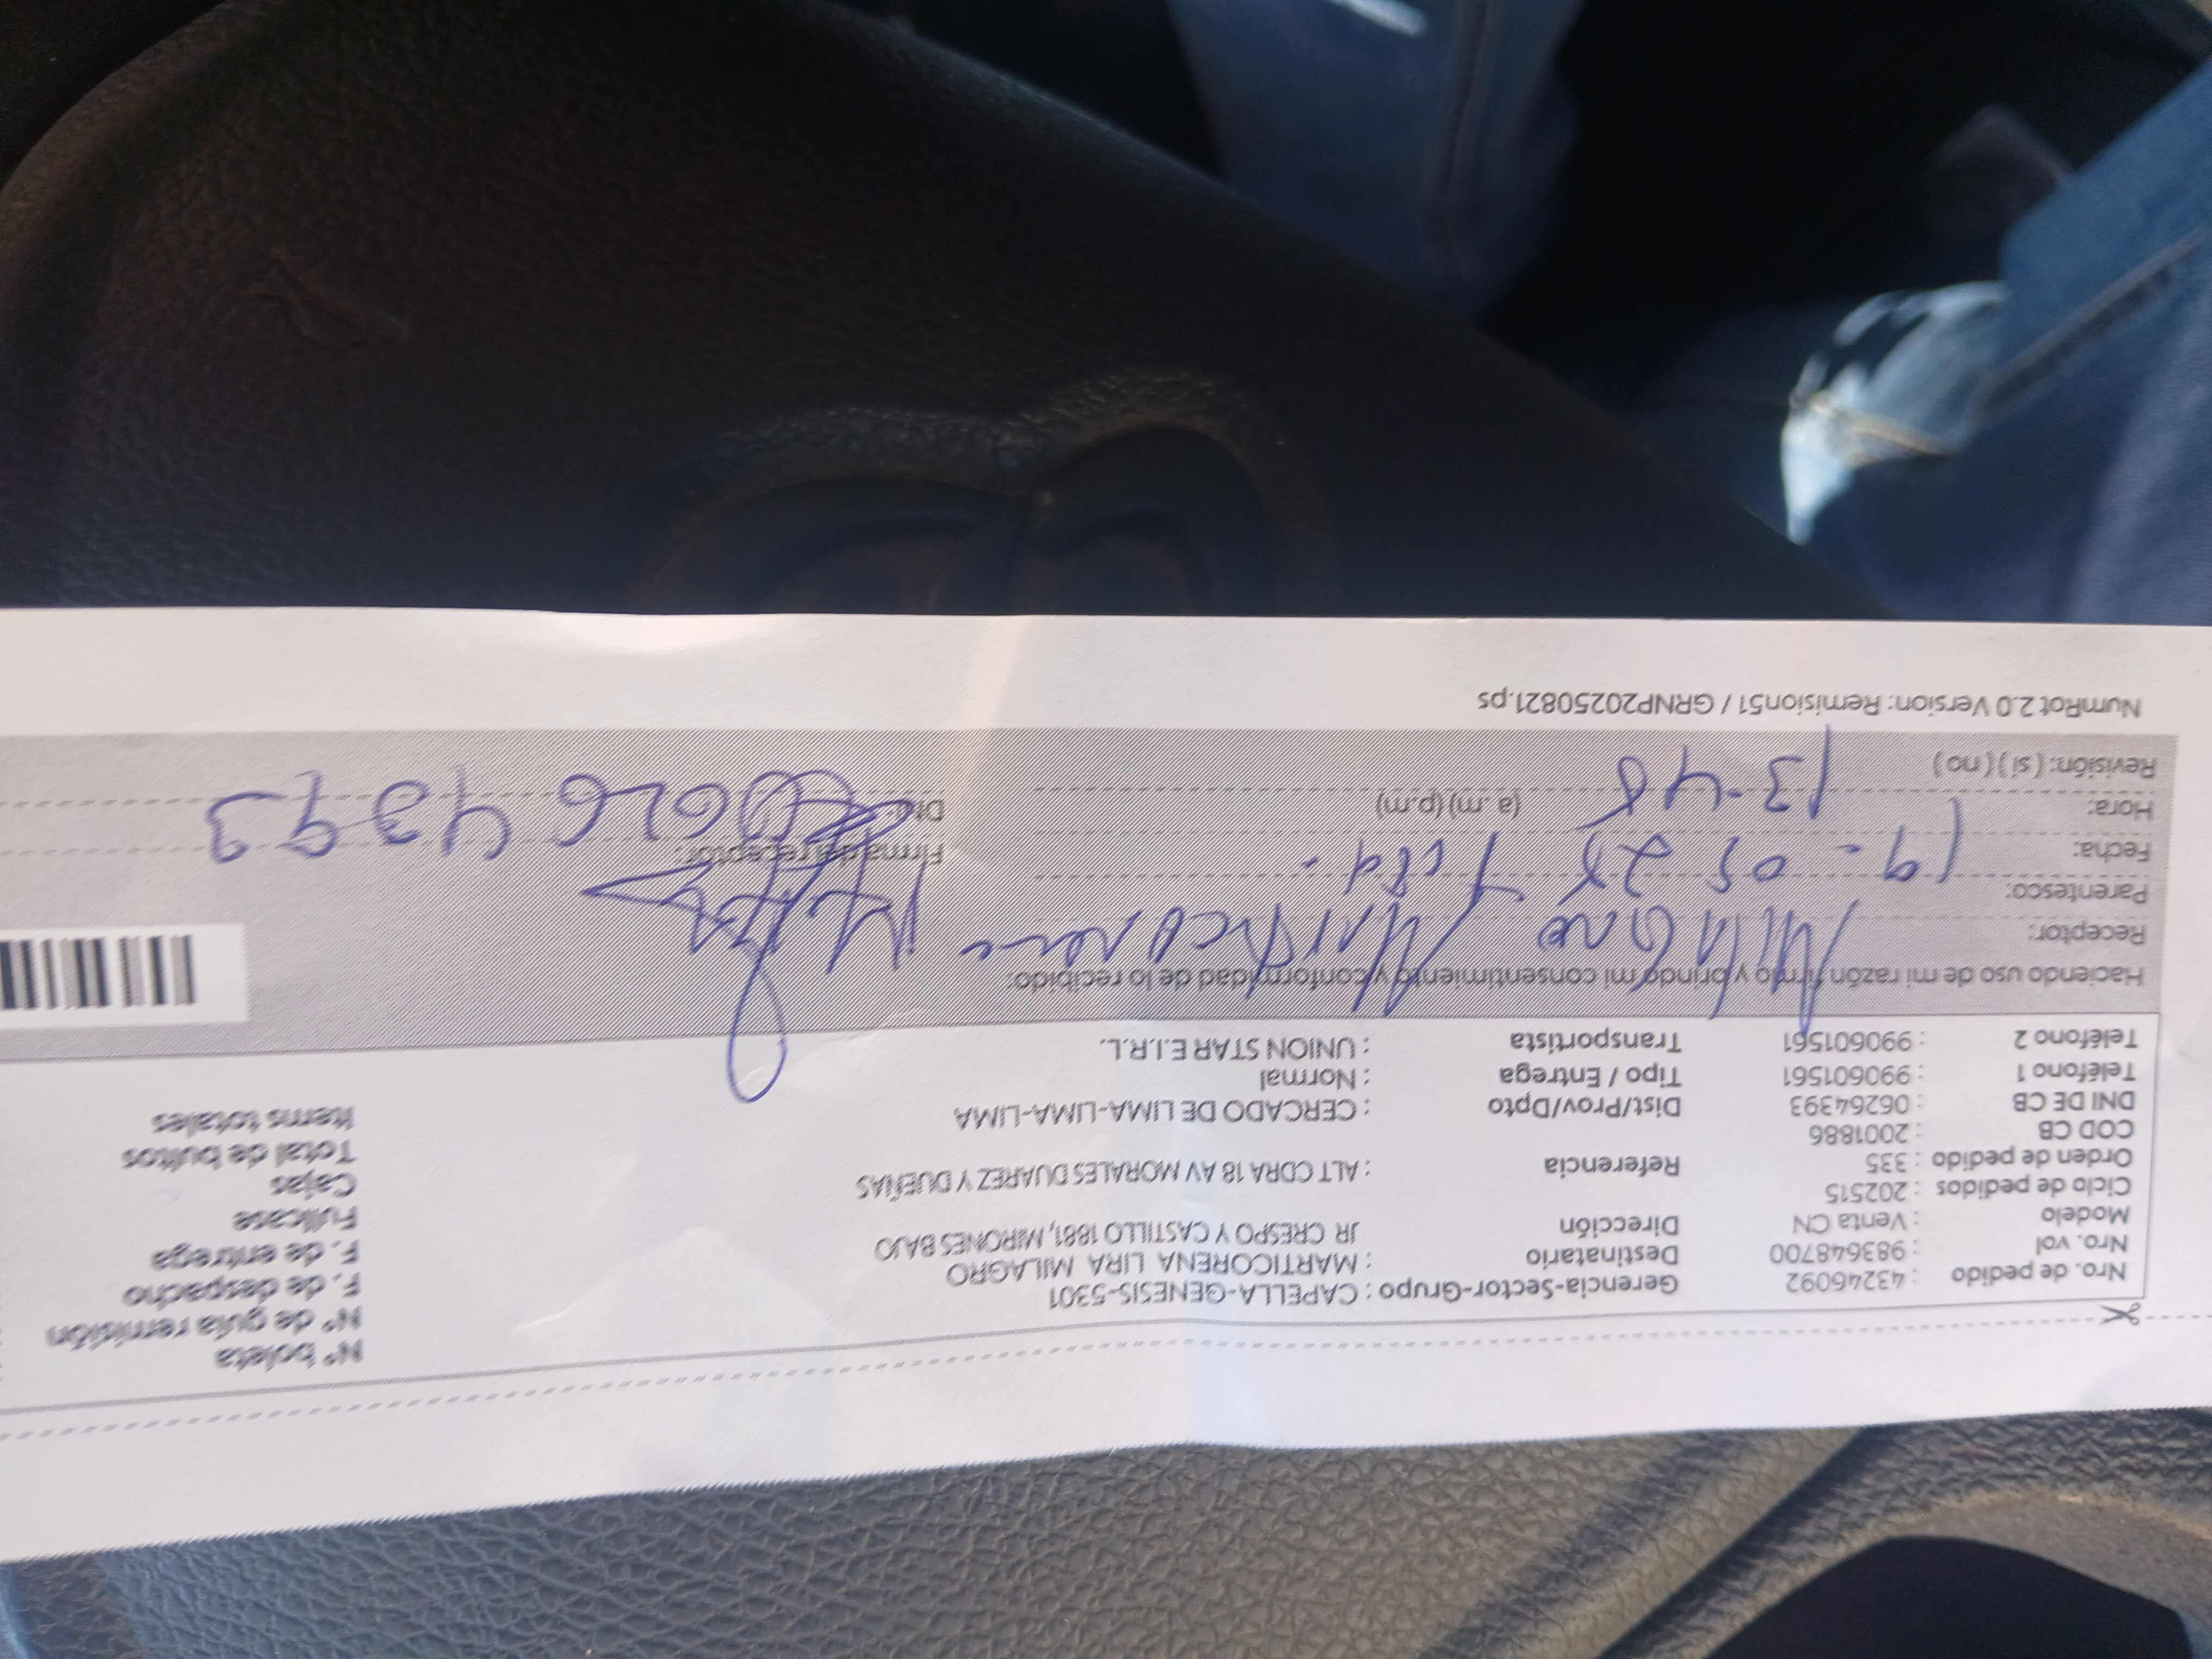 Nº boleta
Nº de guía remisión
F. de despacho
F. de entrega
Fullcase
Cajas
Total de bultos
Items totales
Nro. de pedido : 43246092
Nro. vol : 983648700
Modelo : Venta CN
Ciclo de pedidos : 202515
Orden de pedido : 335
COD CB : 2001886
DNI DE CB : 06264393
Teléfono 1 : 990601561
Teléfono 2 : 990601561
Gerencia-Sector-Grupo : CAPELLA-GENESIS-5301
Destinatario : MARTICORENA LIRA MILAGRO
Dirección JR CRESPO Y CASTILLO 1881, MIRONES BAJO
Referencia : ALT CDRA 18 AV MORALES DUAREZ Y DUEÑAS
Dist/Prov/Dpto : CERCADO DE LIMA-LIMA-LIMA
Tipo / Entrega : Normal
Transportista : UNION STAR E.I.R.L.
Haciendo uso de mi razón firmo y brindo mi consentimiento y conformidad de lo recibido:
Receptor: Milagro Marticorena
Parentesco:
Fecha: 19-
Hora: 13-48 (a. m) (p.m)
Revisión: ( si ) ( no )
Firma del receptor:
DNI: 06264393
NumRot 2.0 Version: Remision51 / GRNP20250821.ps